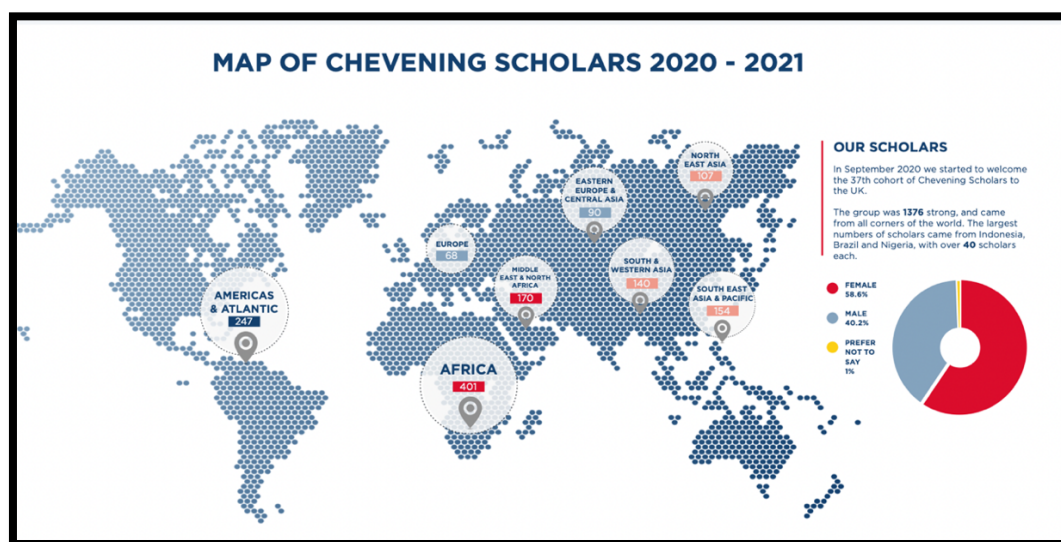 MAP OF CHEVENING SCHOLARS 2020 - 2021
NORTH
EAST ASIA
107
EASTERN
EUROPE &
CENTRAL ASIA
90
EUROPE
68
SOUTH &
WESTERN ASIA
140
MIDDLE
EAST & NORTH
AFRICA
170
SOUTH EAST
ASIA & PACIFIC
154
AMERICAS
& ATLANTIC
247
AFRICA
401
OUR SCHOLARS
In September 2020 we started to welcome
the 37th cohort of Chevening Scholars to
the UK.
The group was 1376 strong, and came
from all corners of the world. The largest
numbers of scholars came from Indonesia,
Brazil and Nigeria, with over 40 scholars
each.
FEMALE
58.6%
MALE
40.2%
PREFER
NOT TO
SAY
1%